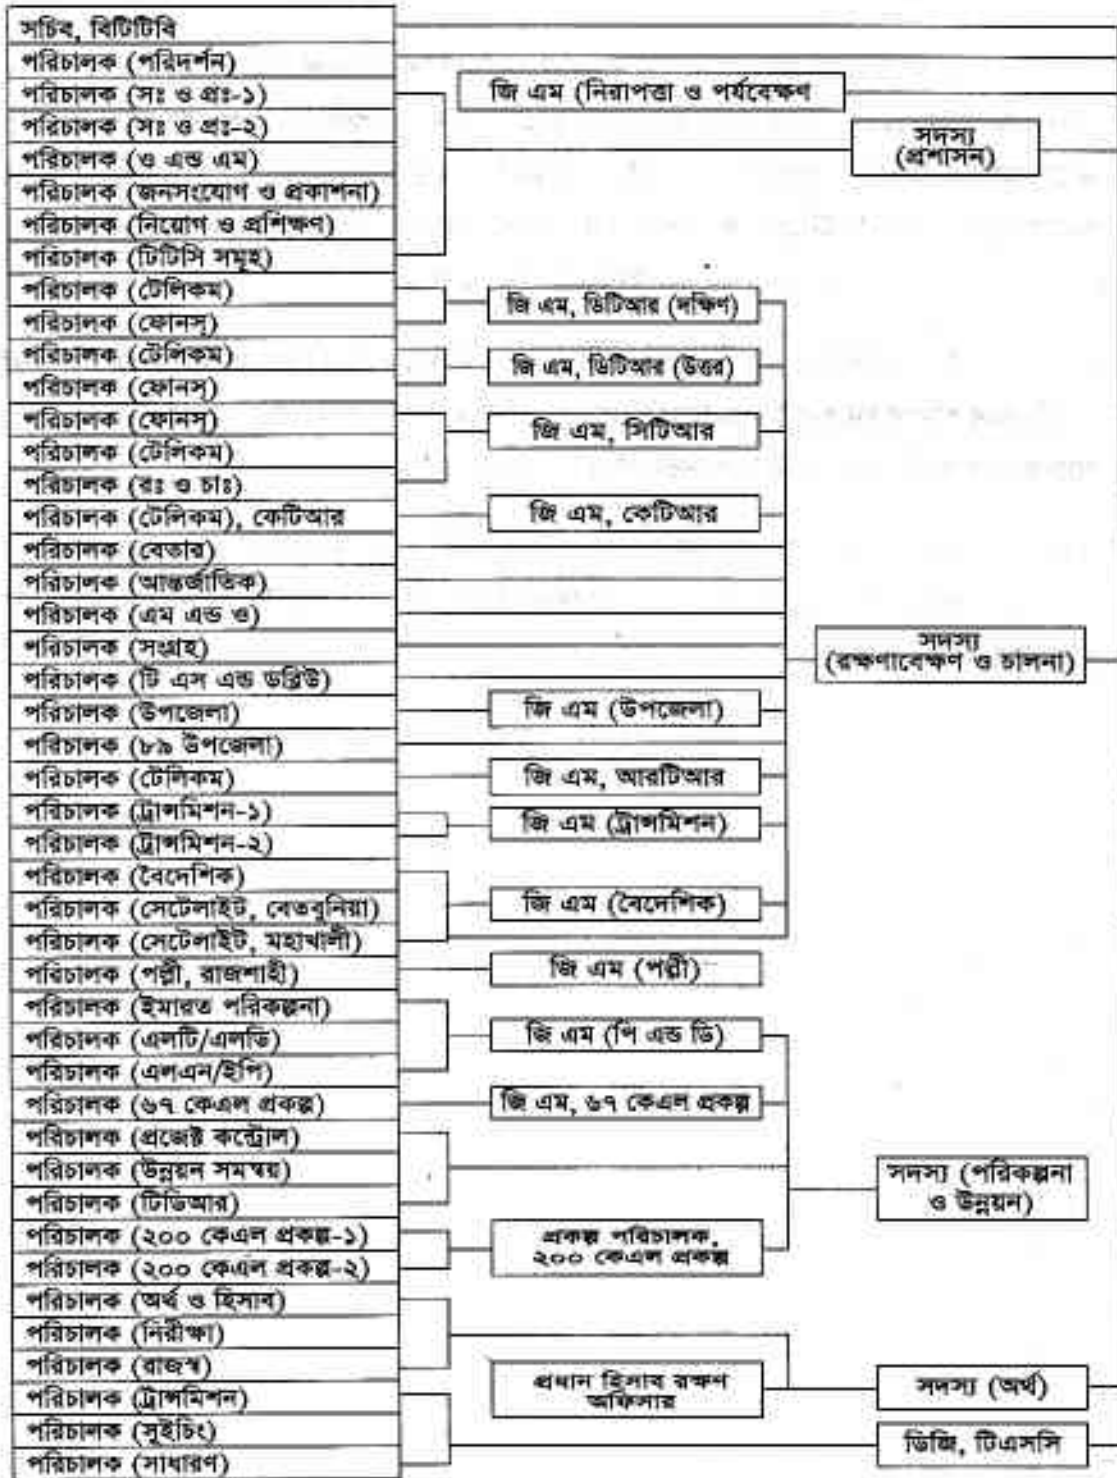 সচিব, বিটিটিবি
পরিচালক (পরিদর্শন)
পরিচালক (সঃ ও প্রঃ-১)
পরিচালক (সঃ ও প্রঃ-২)
পরিচালক (ও এন্ড এম)
পরিচালক (জনসংযোগ ও প্রকাশনা)
পরিচালক (নিয়োগ ও প্রশিক্ষণ)
পরিচালক (টিটিসি সমূহ)
পরিচালক (টেলিকম)
পরিচালক (ফোনস্)
পরিচালক (টেলিকম)
পরিচালক (ফোনস্)
পরিচালক (ফোনস্)
পরিচালক (টেলিকম)
পরিচালক (রঃ ও চাঃ)
পরিচালক (টেলিকম), কেটিআর
পরিচালক (বেতার)
পরিচালক (আন্তর্জাতিক)
পরিচালক (এম এন্ড ও)
পরিচালক (সংগ্রহ)
পরিচালক (টি এস এন্ড ডব্লিউ)
পরিচালক (উপজেলা)
পরিচালক (৮৯ উপজেলা)
পরিচালক (টেলিকম)
পরিচালক (ট্রান্সমিশন-১)
পরিচালক (ট্রান্সমিশন-২)
পরিচালক (বৈদেশিক)
পরিচালক (সেটেলাইট, বেতবুনিয়া)
পরিচালক (সেটেলাইট, মহাখালী)
পরিচালক (পল্লী, রাজশাহী)
পরিচালক (ইমারত পরিকল্পনা)
পরিচালক (এলটি/এলডি)
পরিচালক (এলএন/ইপি)
পরিচালক (৬৭ কেএল প্রকল্প)
পরিচালক (প্রজেক্ট কন্ট্রোল)
পরিচালক (উন্নয়ন সমন্বয়)
পরিচালক (টিডিআর)
পরিচালক (২০০ কেএল প্রকল্প-১)
পরিচালক (২০০ কেএল প্রকল্প-২)
পরিচালক (অর্থ ও হিসাব)
পরিচালক (নিরীক্ষা)
পরিচালক (রাজস্ব)
পরিচালক (ট্রান্সমিশন)
পরিচালক (সুইচিং)
পরিচালক (সাধারণ)
জি এম (নিরাপত্তা ও পর্যবেক্ষণ
জি এম, ডিটিআর (দক্ষিণ)
জি এম, ডিটিআর (উত্তর)
জি এম, সিটিআর
জি এম, কেটিআর
জি এম (উপজেলা)
জি এম, আরটিআর
জি এম (ট্রান্সমিশন)
জি এম (বৈদেশিক)
জি এম (পল্লী)
জি এম (পি এন্ড ডি)
জি এম, ৬৭ কেএল প্রকল্প
প্রকল্প পরিচালক,
২০০ কেএল প্রকল্প
প্রধান হিসাব রক্ষণ
অফিসার
সদস্য
(প্রশাসন)
সদস্য
(রক্ষণাবেক্ষণ ও চালনা)
সদস্য (পরিকল্পনা
ও উন্নয়ন)
সদস্য (অর্থ)
ডিজি, টিএসসি